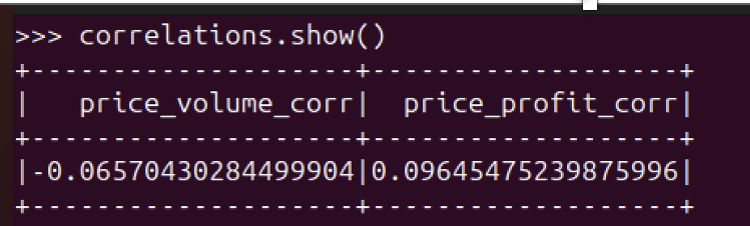 >>> correlations.show()
+--------------------+-------------------+
|   price_volume_corr|  price_profit_corr|
+--------------------+-------------------+
|-0.06570430284499904|0.09645475239875996|
+--------------------+-------------------+